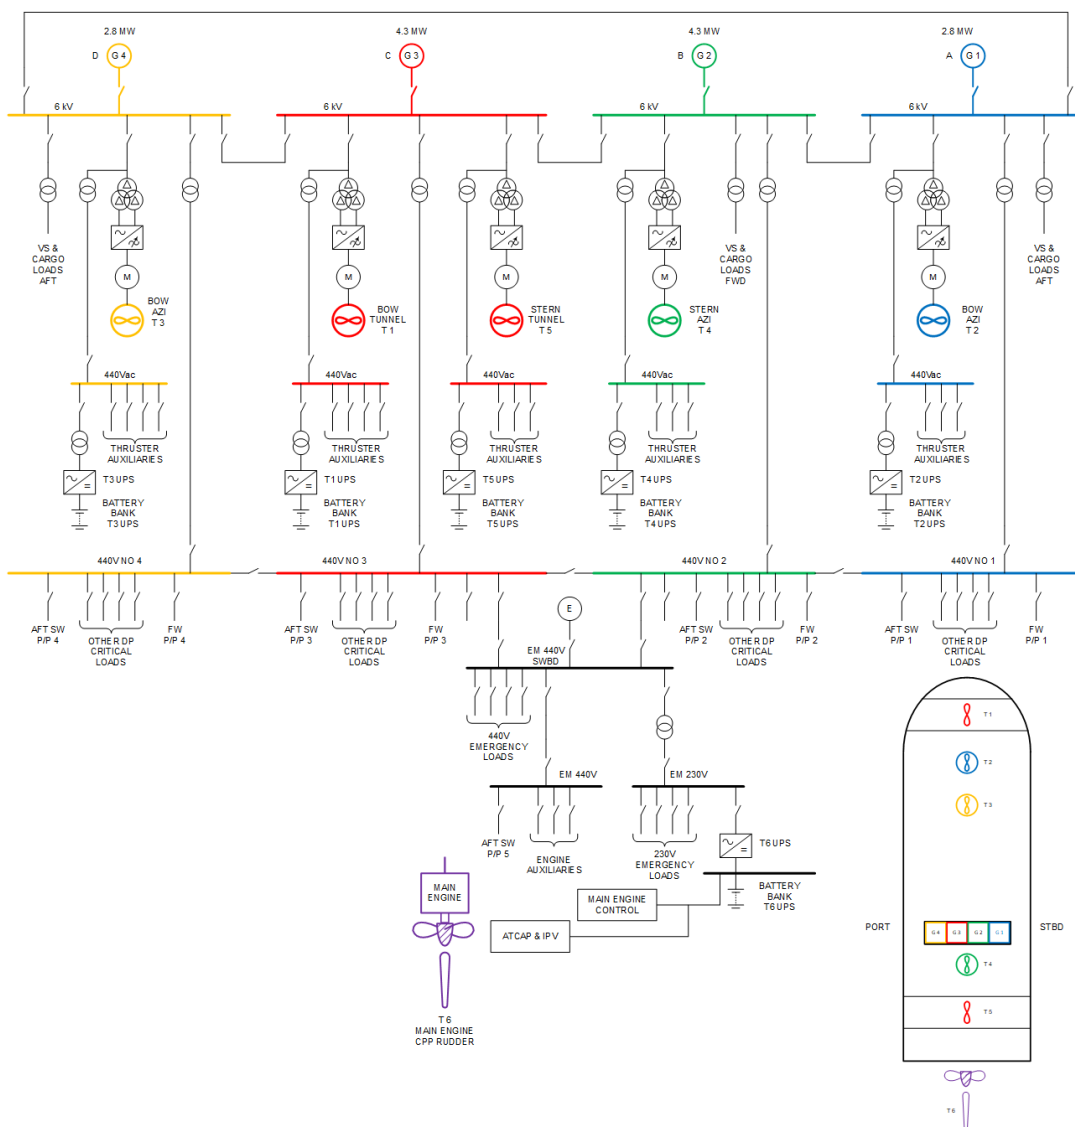 2.8 MW
4.3 MW
4.3 MW
2.8 MW
D
G 4
C
G 3
B
G 2
A
G 1
6 kV
6 kV
6 kV
6 kV
VS &
CARGO
LOADS
AFT
VS &
CARGO
LOADS
FWD
VS &
CARGO
LOADS
AFT
M
M
M
M
M
BOW
AZI
T 3
BOW
TUNNEL
T 1
STERN
TUNNEL
T 5
STERN
AZI
T 4
BOW
AZI
T 2
440Vac
440Vac
440Vac
440Vac
440Vac
THRUSTER
AUXILIARIES
THRUSTER
AUXILIARIES
THRUSTER
AUXILIARIES
THRUSTER
AUXILIARIES
THRUSTER
AUXILIARIES
T3 UPS
T1 UPS
T5 UPS
T4 UPS
T2 UPS
BATTERY
BANK
T3 UPS
BATTERY
BANK
T1 UPS
BATTERY
BANK
T5 UPS
BATTERY
BANK
T4 UPS
BATTERY
BANK
T2 UPS
440V NO 4
440V NO 3
440V NO 2
440V NO 1
AFT SW
P/P 4
OTHER DP
CRITICAL
LOADS
FW
P/P 4
AFT SW
P/P 3
OTHER DP
CRITICAL
LOADS
FW
P/P 3
E
AFT SW
P/P 2
OTHER DP
CRITICAL
LOADS
FW
P/P 2
AFT SW
P/P 1
OTHER DP
CRITICAL
LOADS
FW
P/P 1
EM 440V
SWBD
440V
EMERGENCY
LOADS
EM 440V
EM 230V
AFT SW
P/P 5
ENGINE
AUXILIARIES
230V
EMERGENCY
LOADS
T6 UPS
BATTERY
BANK
T6 UPS
MAIN ENGINE
CONTROL
ATCAP & IPV
MAIN
ENGINE
T 6
MAIN ENGINE
CPP RUDDER
T 1
T 2
T 3
PORT
G 4
G 3
G 2
G 1
STBD
T 4
T 5
T 6